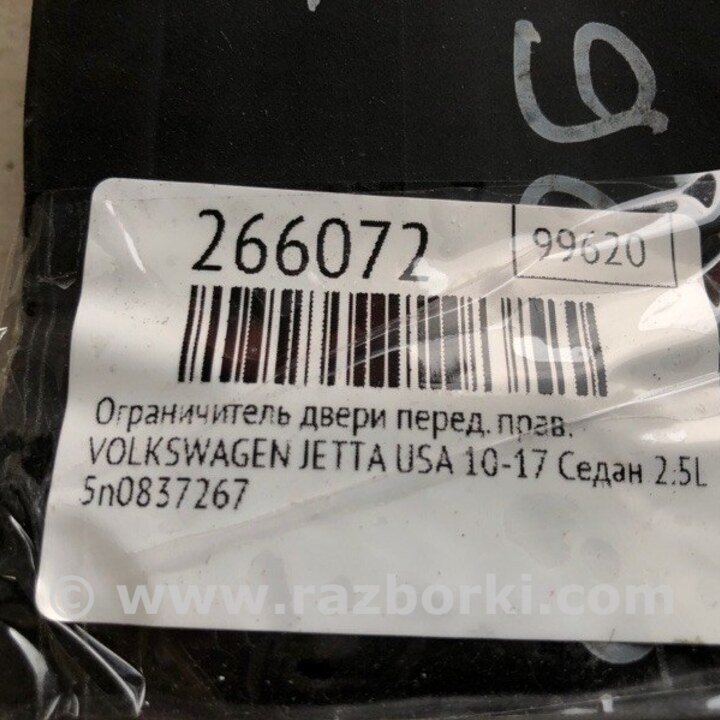 266072
99620
Ограничитель двери перед. прав.
VOLKSWAGEN JETTA USA 10-17 Седан 2.5L
5n0837267
© www.razborki.com